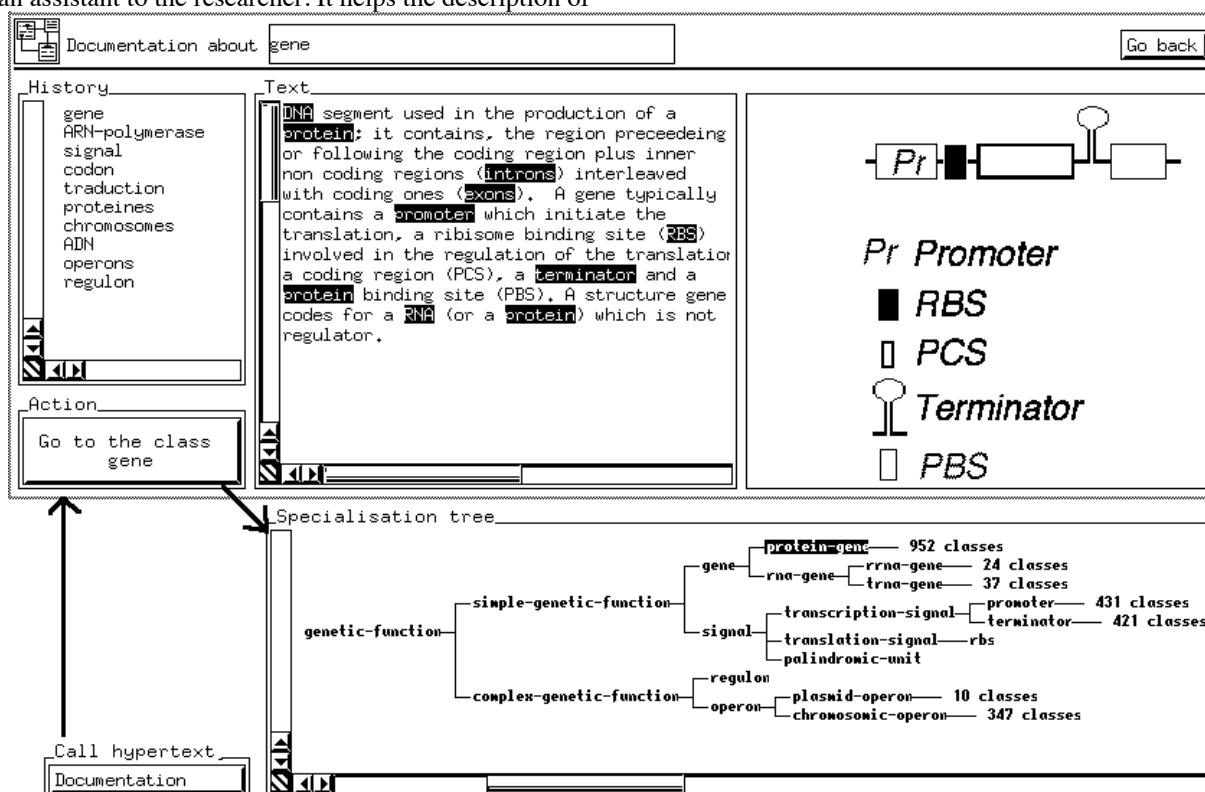 an assistant to the researcher. It helps the description of
Documentation about gene
Go back
History
gene
ARN-polymerase
signal
codon
traduction
proteines
chromosomes
ADN
operons
regulon
Action
Go to the class
gene
Text
DNA segment used in the production of a
protein: it contains, the region preceedeing
or following the coding region plus inner
non coding regions (introns) interleaved
with coding ones (exons). A gene typically
contains a promoter which initiate the
translation, a ribisome binding site (RBS)
involved in the regulation of the translation
a coding region (PCS), a terminator and a
protein binding site (PBS). A structure gene
codes for a RNA (or a protein) which is not
regulator.
Pr
Pr Promoter
RBS
PCS
Terminator
PBS
Specialisation tree
protein-gene 952 classes
gene
rrna-gene 24 classes
rna-gene
trna-gene 37 classes
simple-genetic-function
promoter 431 classes
transcription-signal
terminator 421 classes
genetic-function
signal
translation-signal rbs
palindromic-unit
regulon
complex-genetic-function
plasmid-operon 10 classes
operon
chromosomic-operon 347 classes
Call hypertext
Documentation